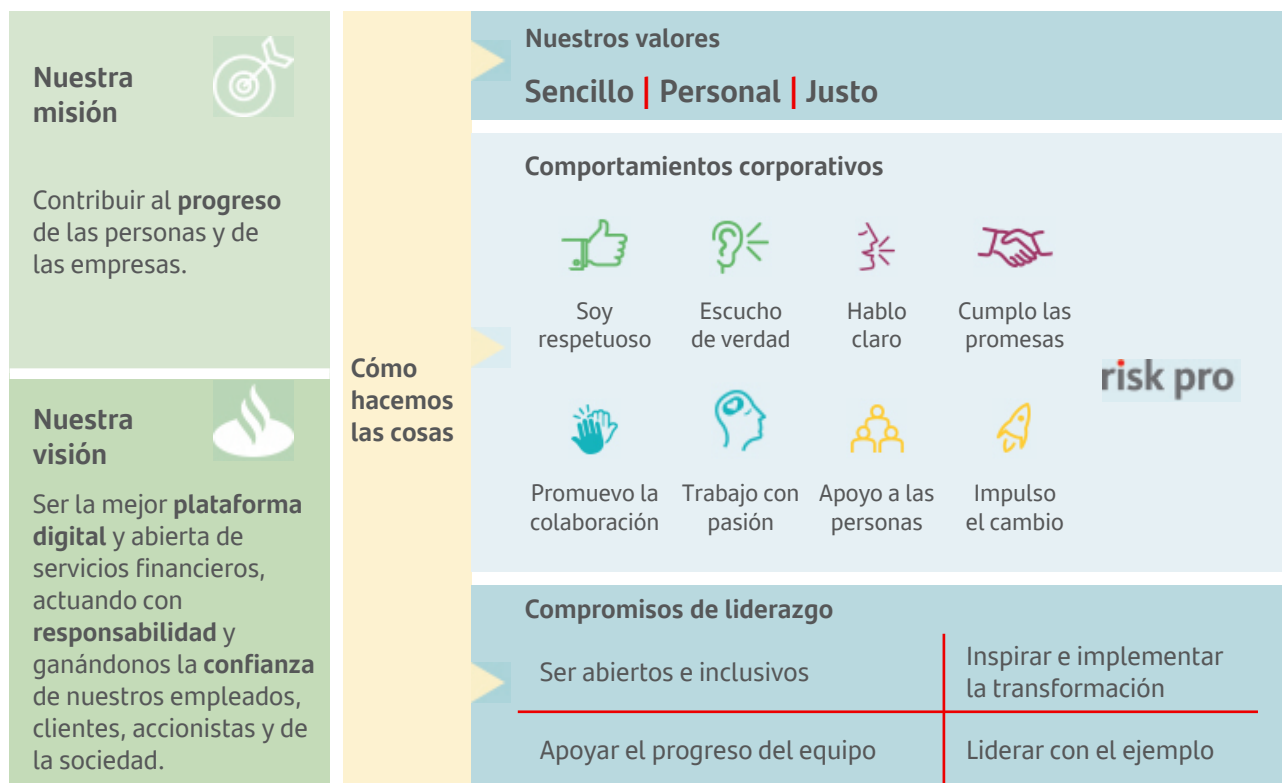 Nuestra
misión
Contribuir al progreso
de las personas y de
las empresas.
Nuestra
visión
Ser la mejor plataforma
digital y abierta de
servicios financieros,
actuando con
responsabilidad y
ganándonos la confianza
de nuestros empleados,
clientes, accionistas y de
la sociedad.
Cómo
hacemos
las cosas
Nuestros valores
Sencillo | Personal | Justo
Comportamientos corporativos
Soy
respetuoso
Escucho
de verdad
Hablo
claro
Cumplo las
promesas
Promuevo la
colaboración
Trabajo con
pasión
Apoyo a las
personas
Impulso
el cambio
risk pro
Compromisos de liderazgo
Ser abiertos e inclusivos
Inspirar e implementar
la transformación
Apoyar el progreso del equipo
Liderar con el ejemplo